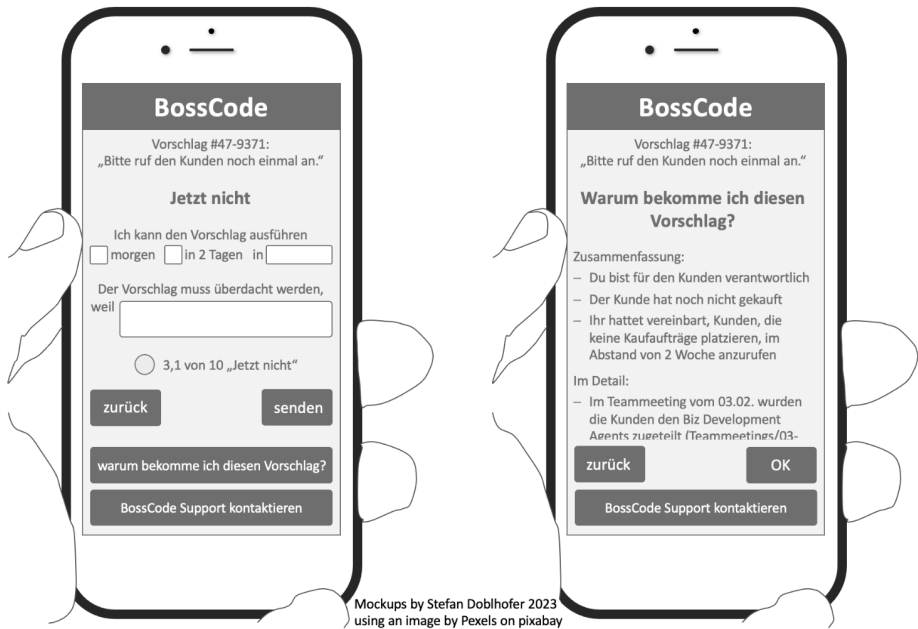 BossCode
Vorschlag #47-9371:
„Bitte ruf den Kunden noch einmal an.“
Jetzt nicht
Ich kann den Vorschlag ausführen
morgen in 2 Tagen in
Der Vorschlag muss überdacht werden,
weil
3,1 von 10 „Jetzt nicht“
zurück senden
warum bekomme ich diesen Vorschlag?
BossCode Support kontaktieren
BossCode
Vorschlag #47-9371:
„Bitte ruf den Kunden noch einmal an.“
Warum bekomme ich diesen
Vorschlag?
Zusammenfassung:
– Du bist für den Kunden verantwortlich
– Der Kunde hat noch nicht gekauft
– Ihr hattet vereinbart, Kunden, die
keine Kaufaufträge platzieren, im
Abstand von 2 Woche anzurufen
Im Detail:
– Im Teammeeting vom 03.02. wurden
die Kunden den Biz Development
Agents zugeteilt (Teammeetings/03-
zurück OK
BossCode Support kontaktieren
Mockups by Stefan Doblhofer 2023
using an image by Pexels on pixabay